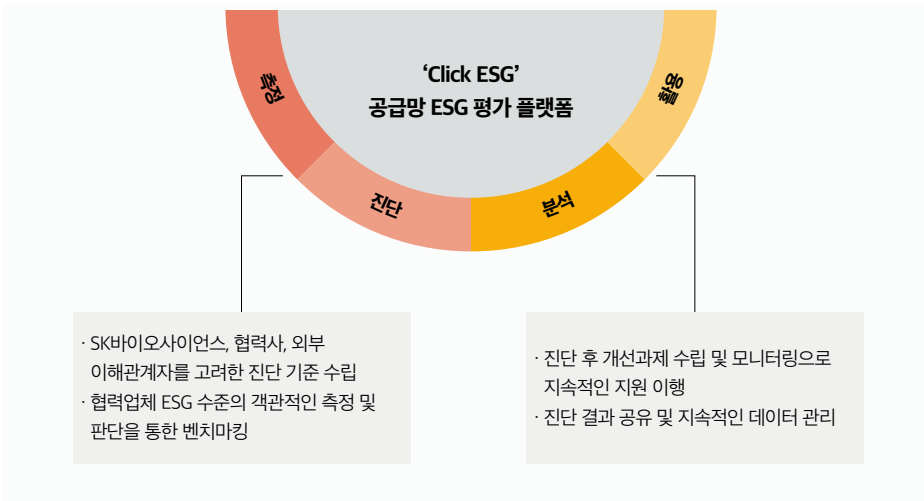 ‘Click ESG’
공급망 ESG 평가 플랫폼
측정
진단
분석
활용
· SK바이오사이언스, 협력사, 외부
이해관계자를 고려한 진단 기준 수립
· 협력업체 ESG 수준의 객관적인 측정 및
판단을 통한 벤치마킹
· 진단 후 개선과제 수립 및 모니터링으로
지속적인 지원 이행
· 진단 결과 공유 및 지속적인 데이터 관리